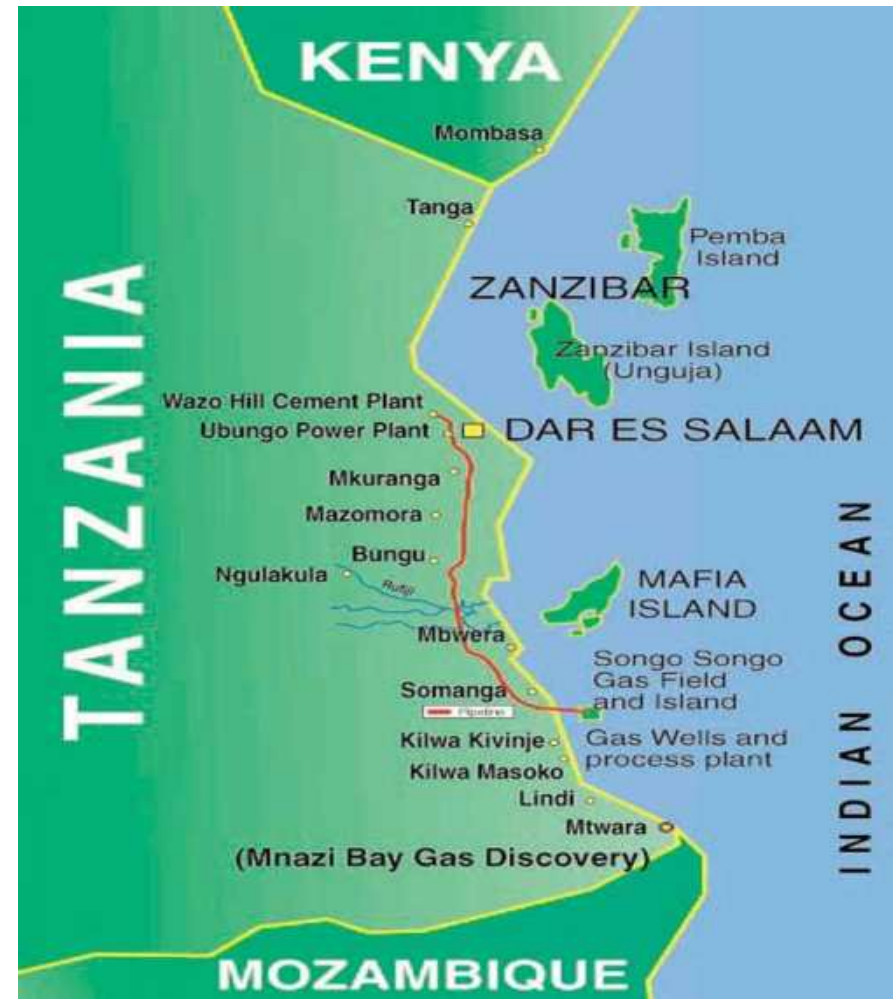 KENYA
Mombasa
Tanga
Pemba
Island
ZANZIBAR
Zanzibar Island
(Unguja)
TANZANIA
Wazo Hill Cement Plant
Ubungo Power Plant
DAR ES SALAAM
Mkuranga
Mazomora
Bungu
Ngulakula
Rufiji
MAFIA
ISLAND
Mbwera
Songo Songo
Gas Field
and Island
Somanga
Pipeline
Gas Wells and
process plant
Kilwa Kivinje
Kilwa Masoko
Lindi
Mtwara
(Mnazi Bay Gas Discovery)
INDIAN OCEAN
MOZAMBIQUE